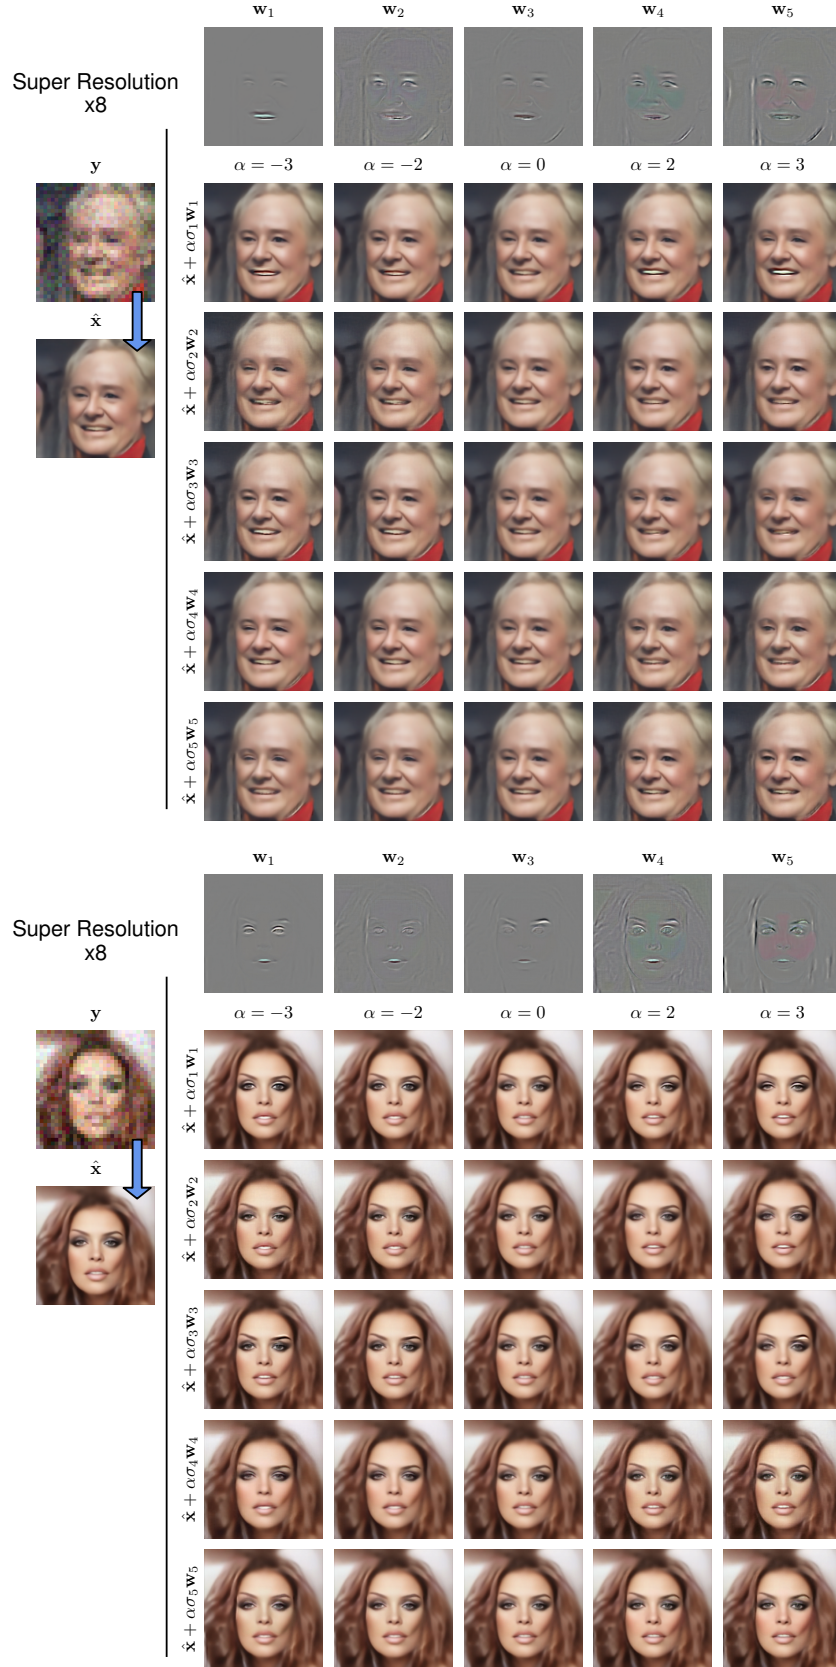 w₁ w₂ w₃ w₄ w₅
Super Resolution
x8
y
α = −3 α = −2 α = 0 α = 2 α = 3
x̂ + ασ₁w₁
x̂
x̂ + ασ₂w₂
x̂ + ασ₃w₃
x̂ + ασ₄w₄
x̂ + ασ₅w₅
w₁ w₂ w₃ w₄ w₅
Super Resolution
x8
y
α = −3 α = −2 α = 0 α = 2 α = 3
x̂ + ασ₁w₁
x̂
x̂ + ασ₂w₂
x̂ + ασ₃w₃
x̂ + ασ₄w₄
x̂ + ασ₅w₅